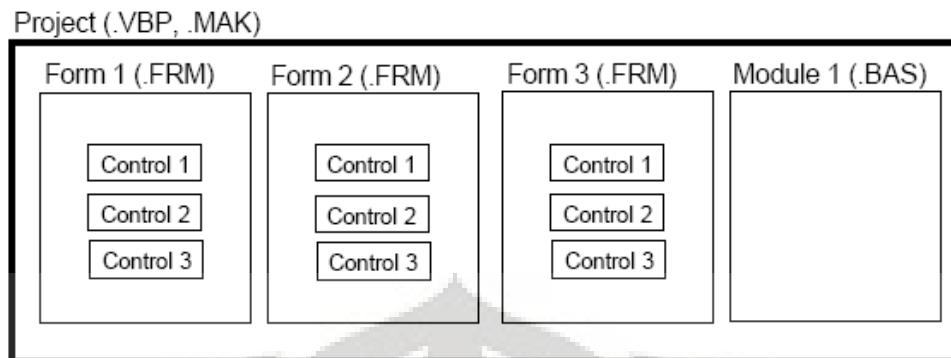 Project (.VBP, .MAK)
Form 1 (.FRM) Form 2 (.FRM) Form 3 (.FRM) Module 1 (.BAS)
Control 1 Control 1 Control 1
Control 2 Control 2 Control 2
Control 3 Control 3 Control 3